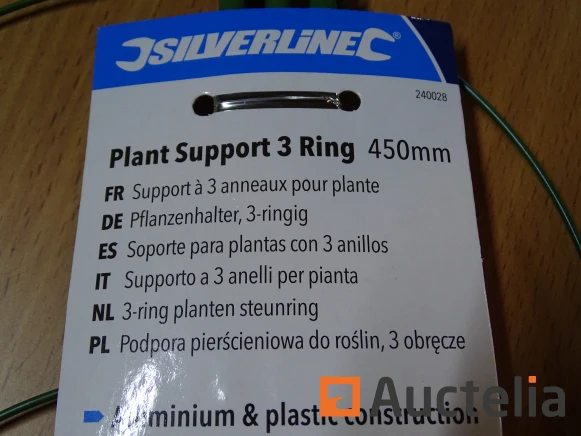 SILVERLINE®
240028
Plant Support 3 Ring 450mm
FR Support à 3 anneaux pour plante
DE Pflanzenhalter, 3-ringig
ES Soporte para plantas con 3 anillos
IT Supporto a 3 anelli per pianta
NL 3-ring planten steunring
PL Podpora pierścieniowa do roślin, 3 obręcze
Aluminium & plastic construction
Auctelia